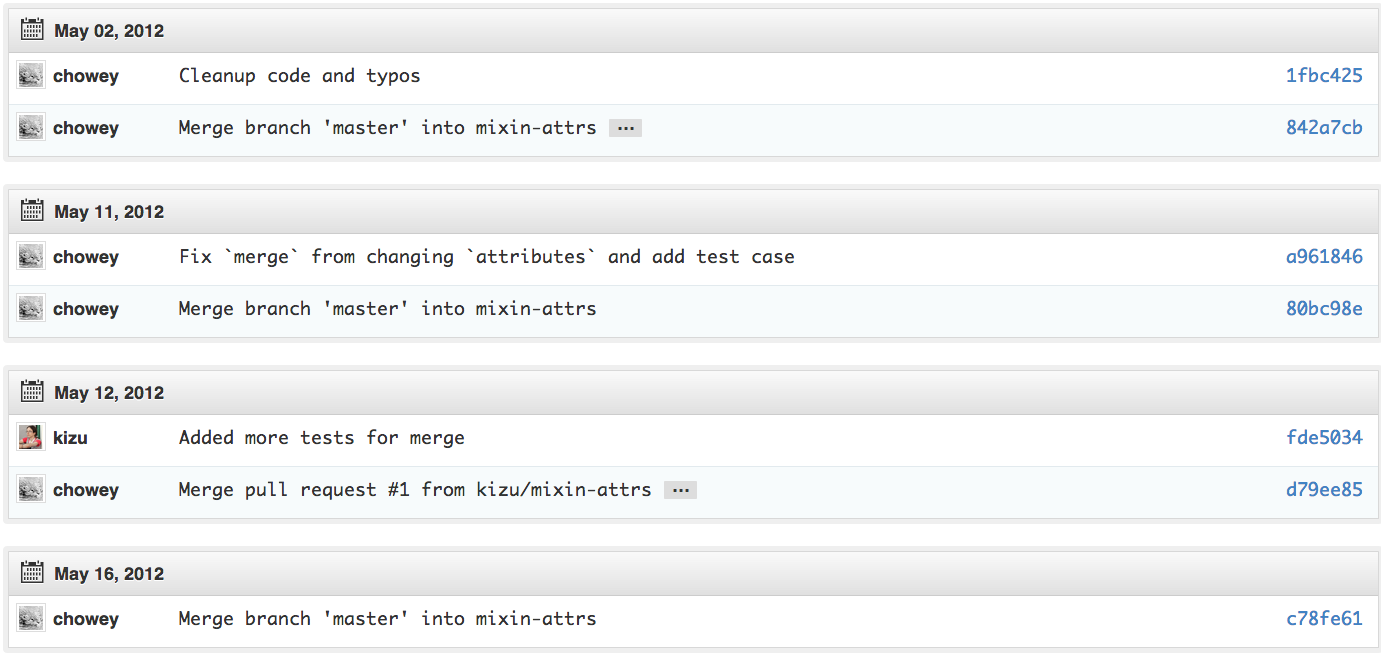 May 02, 2012
chowey Cleanup code and typos 1fbc425
chowey Merge branch 'master' into mixin-attrs ... 842a7cb
May 11, 2012
chowey Fix `merge` from changing `attributes` and add test case a961846
chowey Merge branch 'master' into mixin-attrs 80bc98e
May 12, 2012
kizu Added more tests for merge fde5034
chowey Merge pull request #1 from kizu/mixin-attrs ... d79ee85
May 16, 2012
chowey Merge branch 'master' into mixin-attrs c78fe61